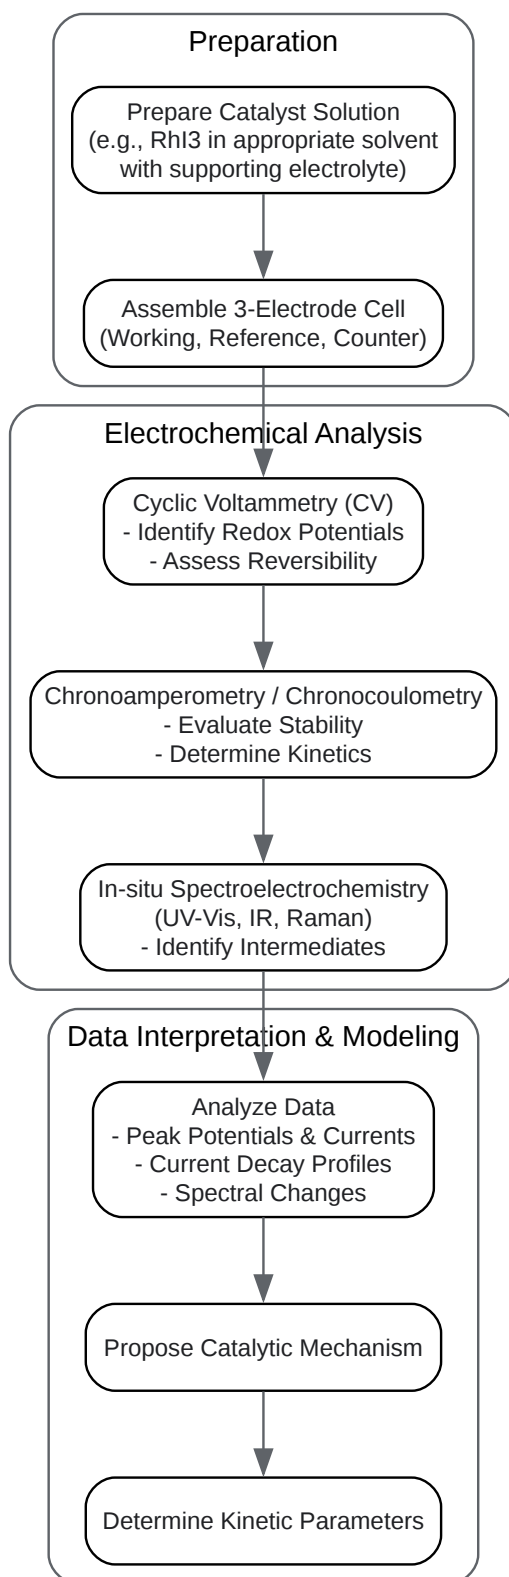 Preparation
Prepare Catalyst Solution
(e.g., RhI3 in appropriate solvent
with supporting electrolyte)
Assemble 3-Electrode Cell
(Working, Reference, Counter)
Electrochemical Analysis
Cyclic Voltammetry (CV)
- Identify Redox Potentials
- Assess Reversibility
Chronoamperometry / Chronocoulometry
- Evaluate Stability
- Determine Kinetics
In-situ Spectroelectrochemistry
(UV-Vis, IR, Raman)
- Identify Intermediates
Data Interpretation & Modeling
Analyze Data
- Peak Potentials & Currents
- Current Decay Profiles
- Spectral Changes
Propose Catalytic Mechanism
Determine Kinetic Parameters